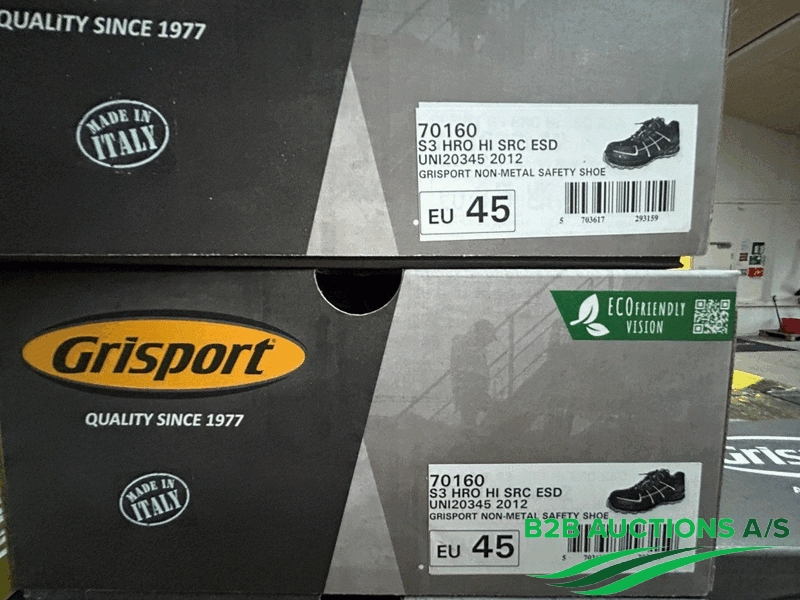 QUALITY SINCE 1977
MADE IN
ITALY
70160
S3 HRO HI SRC ESD
UNI20345 2012
GRISPORT NON-METAL SAFETY SHOE
EU 45
5 703617 293159
Grisport
QUALITY SINCE 1977
MADE IN
ITALY
ECOFRIENDLY
VISION
70160
S3 HRO HI SRC ESD
UNI20345 2012
GRISPORT NON-METAL SAFETY SHOE
EU 45
B2B AUCTIONS A/S